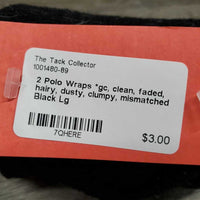 The Tack Collector
1001480-89
2 Polo Wraps *gc, clean, faded,
hairy, dusty, clumpy, mismatched
Black Lg
7QHERE
$3.00